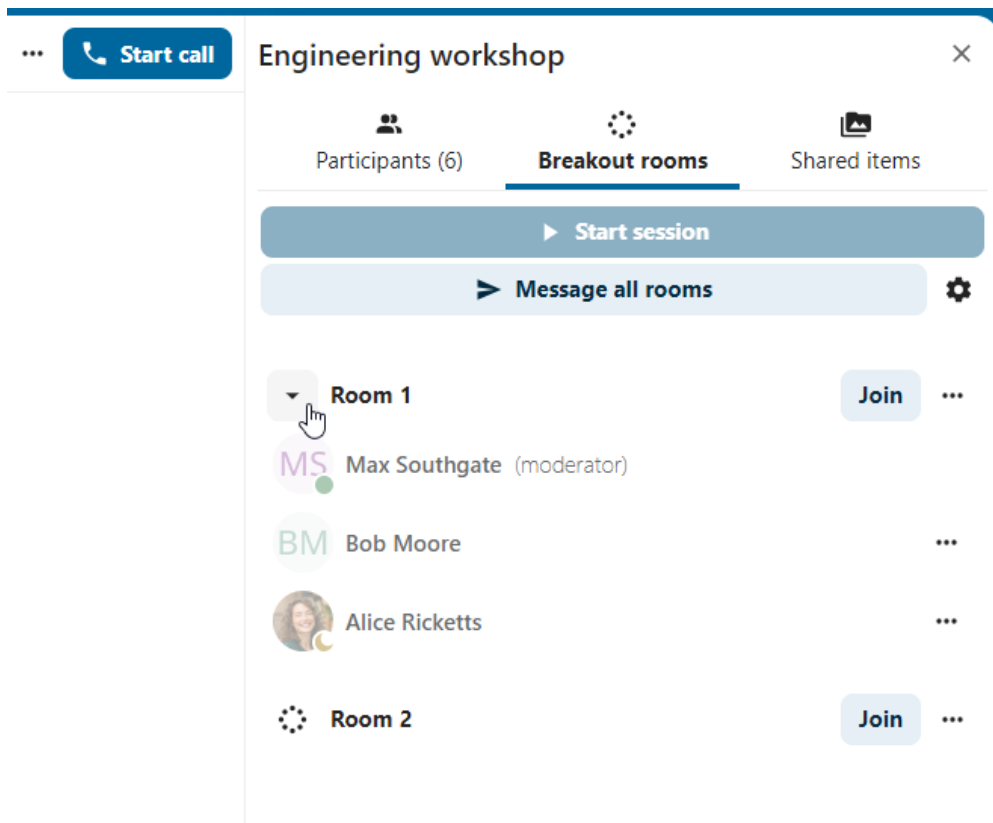 Start call
Engineering workshop
Participants (6)
Breakout rooms
Shared items
Start session
Message all rooms
Room 1
Join
MS Max Southgate (moderator)
BM Bob Moore
Alice Ricketts
Room 2
Join